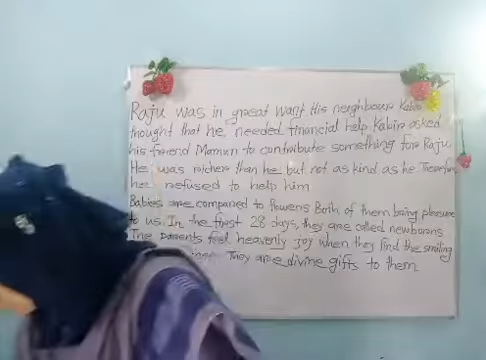 Raju was in great want His neighbour Kabir
thought that he needed financial help Kabir asked
his friend Mamun to contribute something for Raju
He was richer than he but not as kind as he Therefore
he refused to help him
Babies are compared to flowers Both of them bring pleasure
to us. In the first 28 days, they are called newborns
The parents feel heavenly joy when they find the smiling
They are divine gifts to them